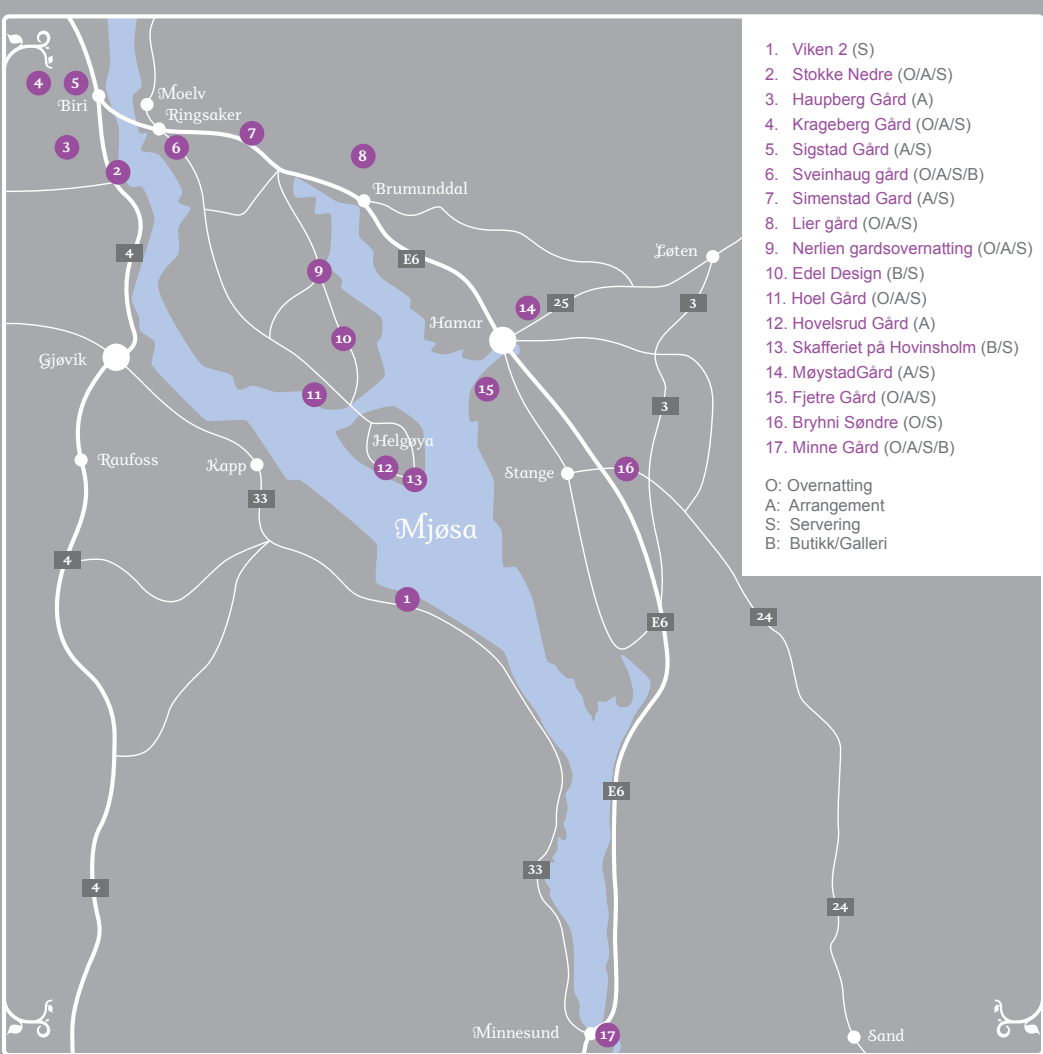 1. Viken 2 (S)
2. Stokke Nedre (O/A/S)
3. Haupberg Gård (A)
4. Krageberg Gård (O/A/S)
5. Sigstad Gård (A/S)
6. Sveinhaug gård (O/A/S/B)
7. Simenstad Gard (A/S)
8. Lier gård (O/A/S)
9. Nerlien gardsovernatting (O/A/S)
10. Edel Design (B/S)
11. Hoel Gård (O/A/S)
12. Hovelsrud Gård (A)
13. Skafferiet på Hovinsholm (B/S)
14. MøystadGård (A/S)
15. Fjetre Gård (O/A/S)
16. Bryhni Søndre (O/S)
17. Minne Gård (O/A/S/B)
O: Overnatting
A: Arrangement
S: Servering
B: Butikk/Galleri
4
5
Biri
Moelv
Ringsaker
7
3
6
8
2
Brumunddal
4
E6
Løten
9
3
14
25
Hamar
10
Gjøvik
15
11
3
Helgøya
Raufoss
Kapp
12
13
Stange
16
33
Mjøsa
4
1
E6
24
E6
33
4
24
Minnesund
17
Sand